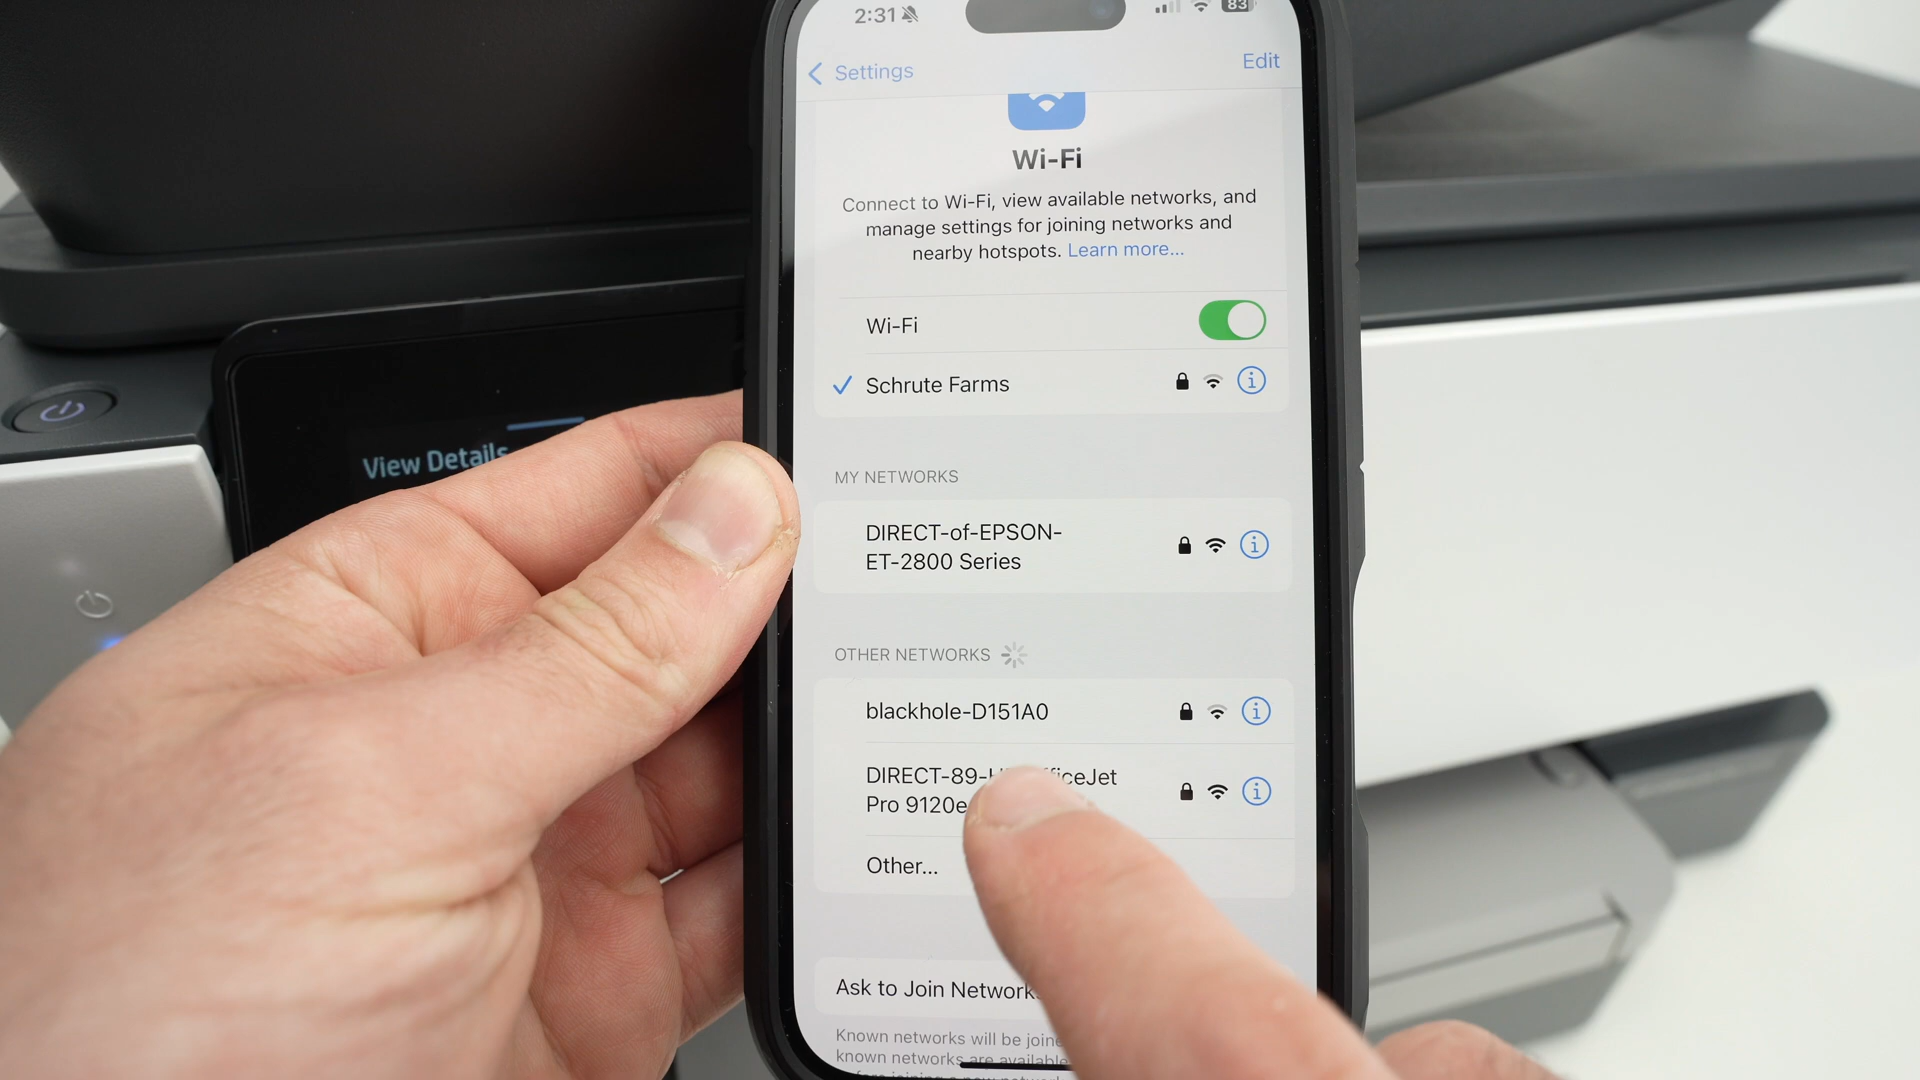 2:31
83
Settings
Edit
Wi-Fi
Connect to Wi-Fi, view available networks, and
manage settings for joining networks and
nearby hotspots. Learn more...
Wi-Fi
Schrute Farms
MY NETWORKS
DIRECT-of-EPSON-
ET-2800 Series
OTHER NETWORKS
blackhole-D151A0
DIRECT-89-H ficeJet
Pro 9120e
Other...
Ask to Join Networks
Known networks will be joine
known networks are available
View Details